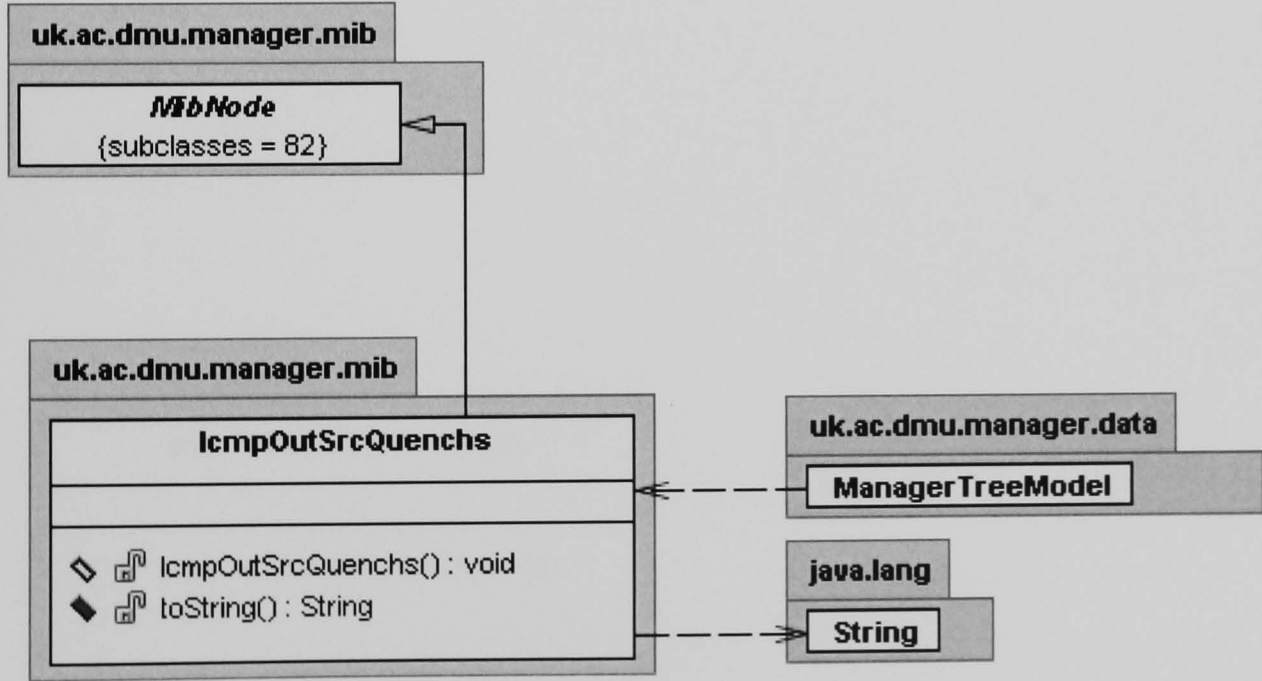 uk.ac.dmu.manager.mib
MibNode
{subclasses = 82}
uk.ac.dmu.manager.mib
IcmpOutSrcQuenchs
IcmpOutSrcQuenchs() : void
toString() : String
uk.ac.dmu.manager.data
ManagerTreeModel
java.lang
String